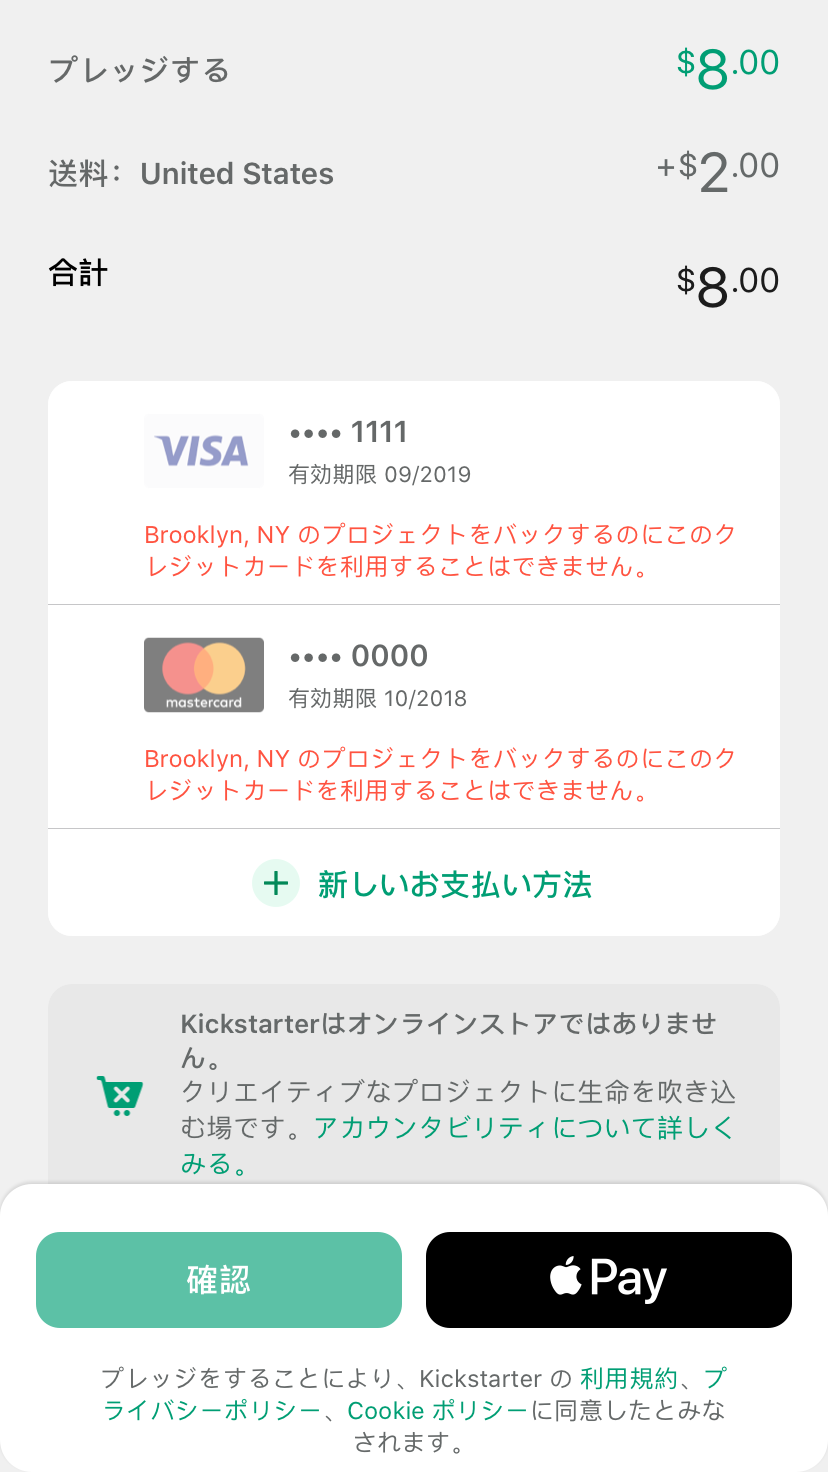 プレッジする $8.00
送料： United States +$2.00
合計 $8.00
VISA •••• 1111
有効期限 09/2019
Brooklyn, NY のプロジェクトをバックするのにこのク
レジットカードを利用することはできません。
mastercard •••• 0000
有効期限 10/2018
Brooklyn, NY のプロジェクトをバックするのにこのク
レジットカードを利用することはできません。
+ 新しいお支払い方法
Kickstarterはオンラインストアではありませ
ん。
クリエイティブなプロジェクトに生命を吹き込
む場です。アカウンタビリティについて詳しく
みる。
確認 Pay
プレッジをすることにより、Kickstarter の 利用規約、プ
ライバシーポリシー、Cookie ポリシーに同意したとみな
されます。